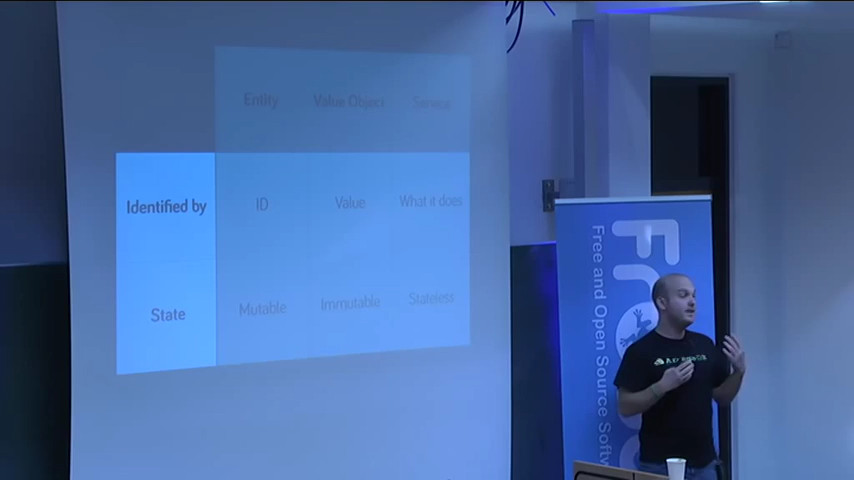 Entity Value Object Service
Identified by ID Value What it does
State Mutable Immutable Stateless
Free and Open Source Softw